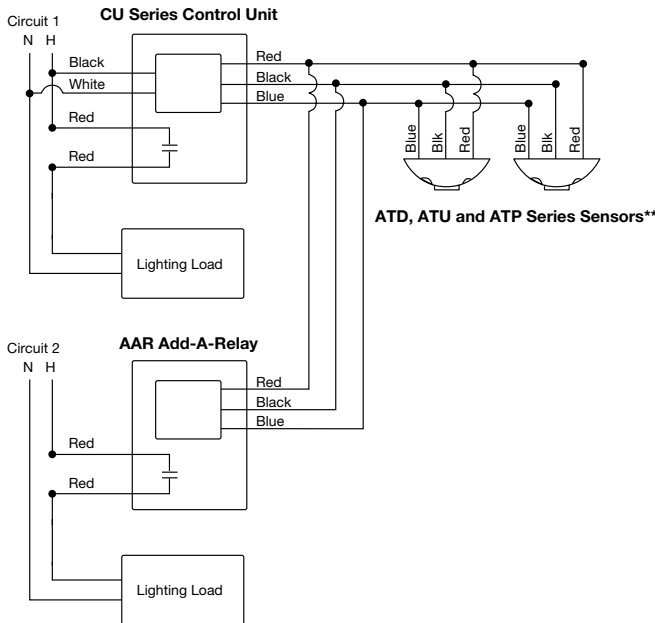 CU Series Control Unit
Circuit 1
N H
Black
White
Red
Red
Red
Black
Blue
Blue
Blk
Red
Blue
Blk
Red
ATD, ATU and ATP Series Sensors**
Lighting Load
AAR Add-A-Relay
Circuit 2
N H
Red
Black
Blue
Red
Red
Lighting Load